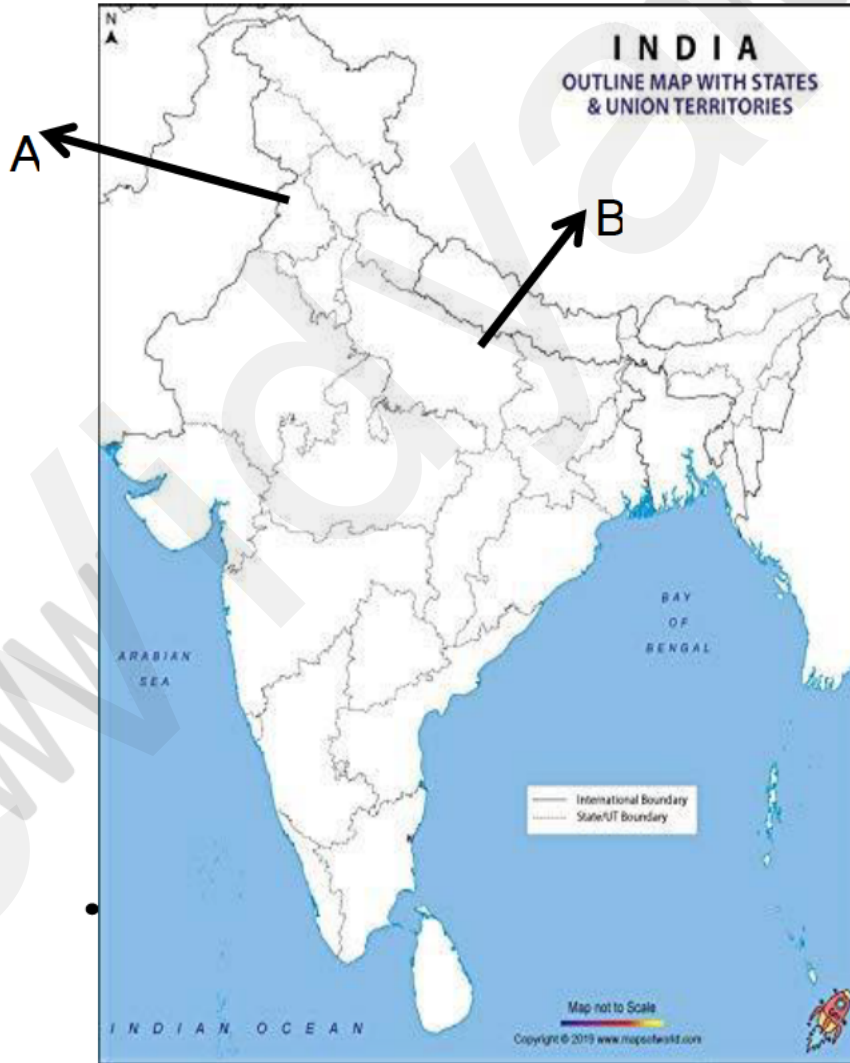 N
INDIA
OUTLINE MAP WITH STATES
& UNION TERRITORIES
A
B
BAY
OF
BENGAL
ARABIAN
SEA
International Boundary
State/UT Boundary
Map not to Scale
INDIAN OCEAN
Copyright © 2019 www.mapsofworld.com